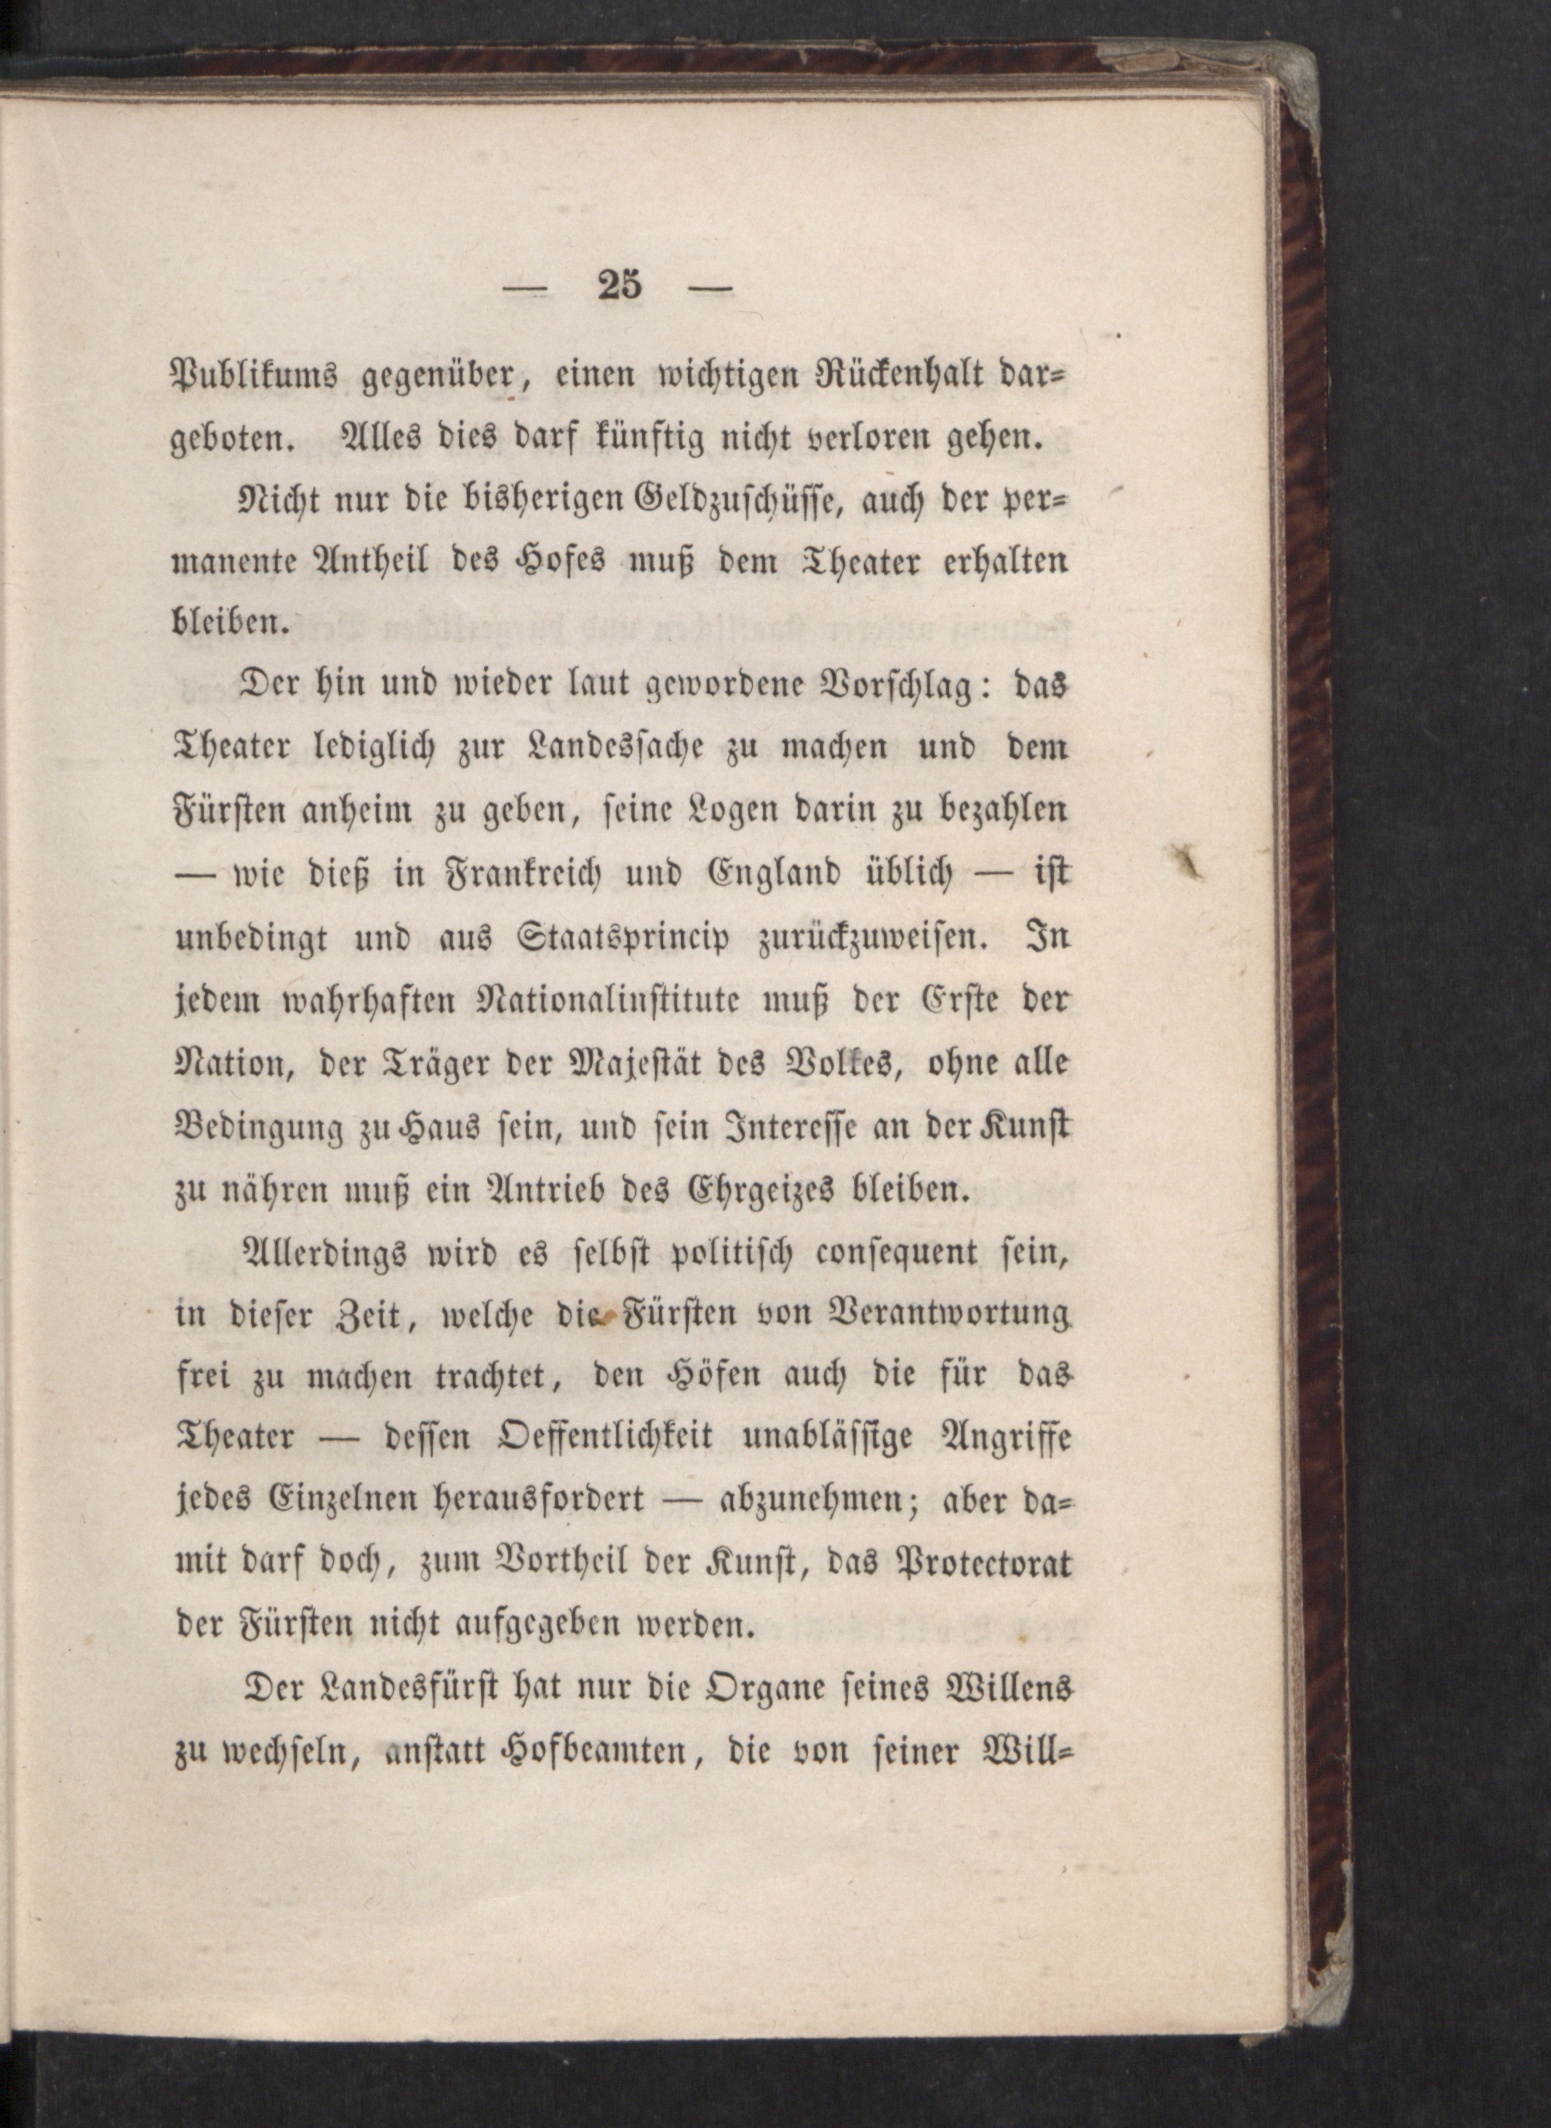 — 25 —
Publikums gegenüber, einen wichtigen Rückenhalt dar=
geboten. Alles dies darf künftig nicht verloren gehen.
Nicht nur die bisherigen Geldzuschüsse, auch der per=
manente Antheil des Hofes muß dem Theater erhalten
bleiben.
Der hin und wieder laut gewordene Vorschlag: das
Theater lediglich zur Landessache zu machen und dem
Fürsten anheim zu geben, seine Logen darin zu bezahlen
— wie dieß in Frankreich und England üblich — ist
unbedingt und aus Staatsprincip zurückzuweisen. In
jedem wahrhaften Nationalinstitute muß der Erste der
Nation, der Träger der Majestät des Volkes, ohne alle
Bedingung zu Haus sein, und sein Interesse an der Kunst
zu nähren muß ein Antrieb des Ehrgeizes bleiben.
Allerdings wird es selbst politisch consequent sein,
in dieser Zeit, welche die Fürsten von Verantwortung
frei zu machen trachtet, den Höfen auch die für das
Theater — dessen Oeffentlichkeit unablässige Angriffe
jedes Einzelnen herausfordert — abzunehmen; aber da=
mit darf doch, zum Vortheil der Kunst, das Protectorat
der Fürsten nicht aufgegeben werden.
Der Landesfürst hat nur die Organe seines Willens
zu wechseln, anstatt Hofbeamten, die von seiner Will=